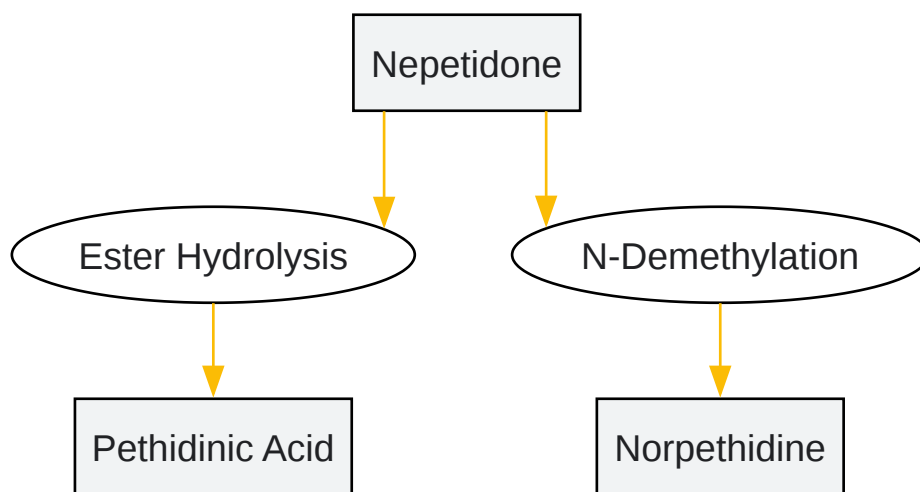 Nepetidone
Ester Hydrolysis
N-Demethylation
Pethidinic Acid
Norpethidine